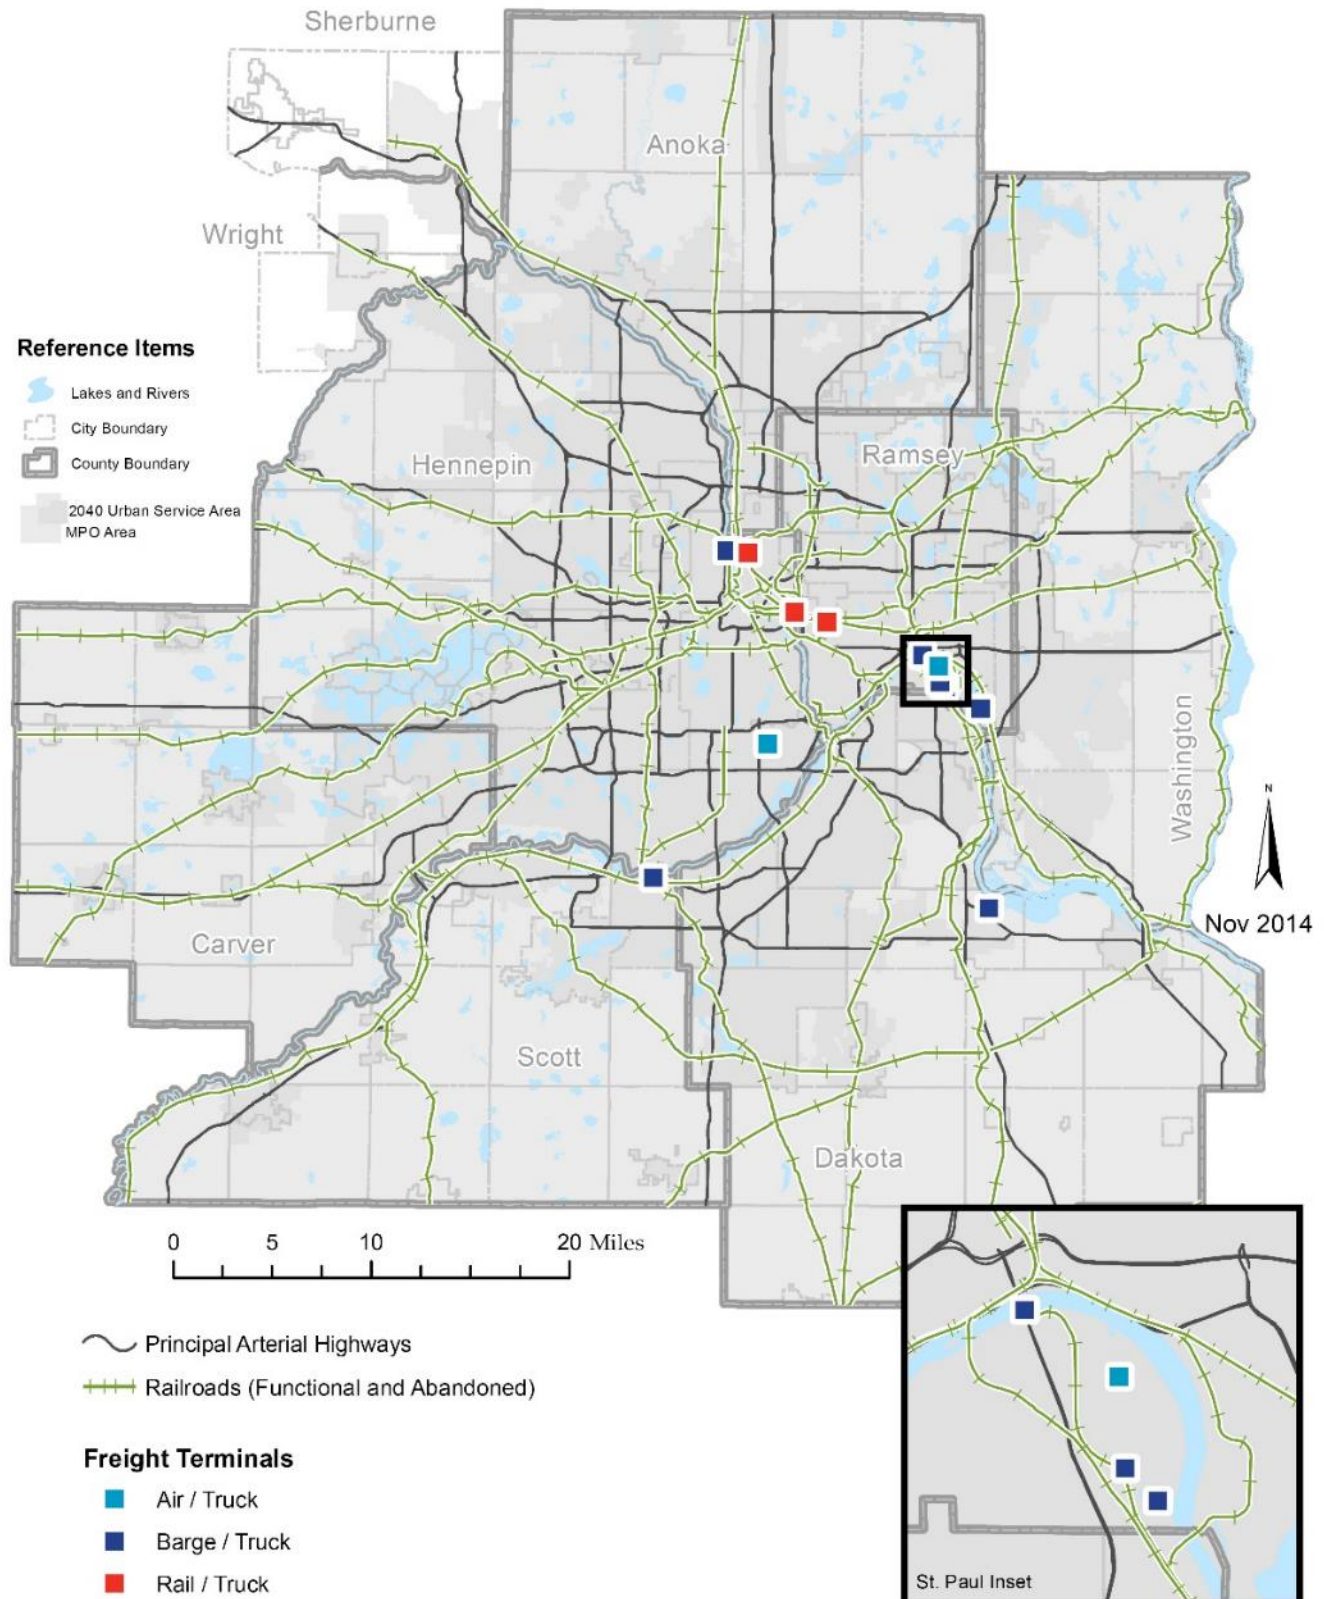 Sherburne
Anoka
Wright
Reference Items
Lakes and Rivers
City Boundary
County Boundary
2040 Urban Service Area
MPO Area
Hennepin
Ramsey
Washington
N
Nov 2014
Carver
Scott
Dakota
0 5 10 20 Miles
Principal Arterial Highways
Railroads (Functional and Abandoned)
Freight Terminals
Air / Truck
Barge / Truck
Rail / Truck
St. Paul Inset